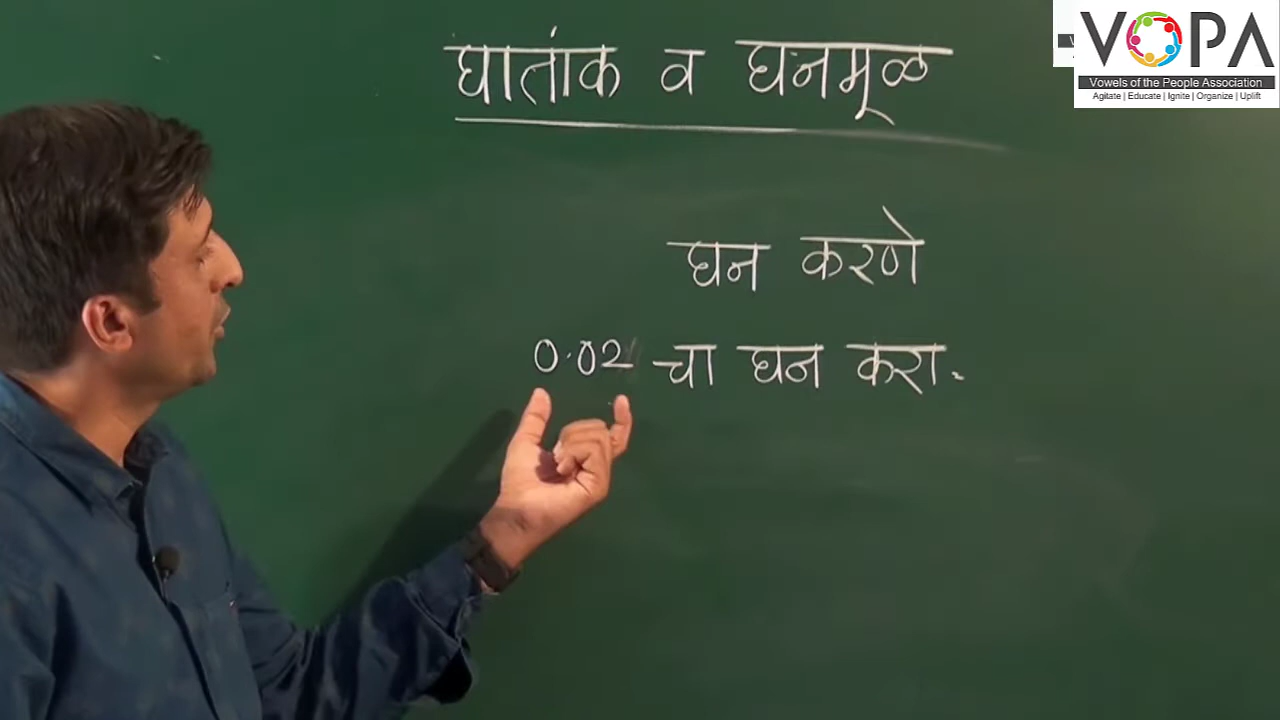 घातांक व घनमूळ
घन करणे
0.02 चा घन करा.
VOPA
Vowels of the People Association
Agitate | Educate | Ignite | Organize | Uplift